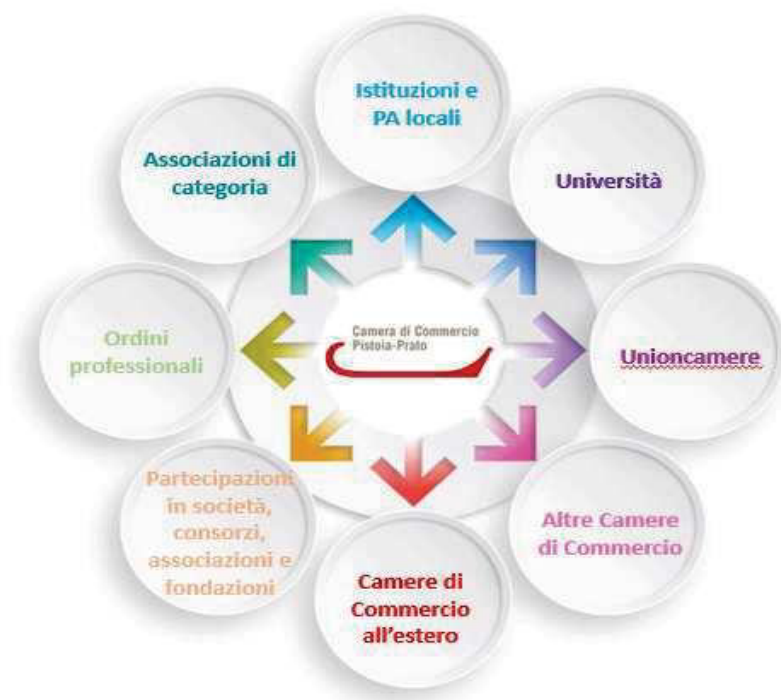 Istituzioni e
PA locali
Università
Unioncamere
Altre Camere
di Commercio
Camere di
Commercio
all'estero
Partecipazioni
in società,
consorzi,
associazioni e
fondazioni
Ordini
professionali
Associazioni di
categoria
Camera di Commercio
Pistoia-Prato